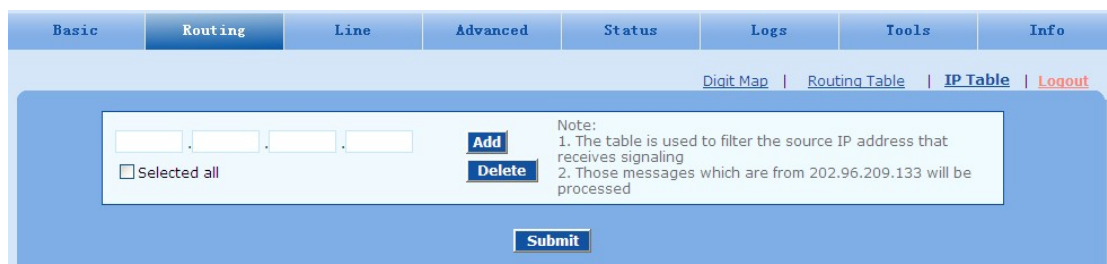 Basic Routing Line Advanced Status Logs Tools Info
Digit Map | Routing Table | IP Table | Logout
. . . Add
Selected all Delete
Note:
1. The table is used to filter the source IP address that
receives signaling
2. Those messages which are from 202.96.209.133 will be
processed
Submit